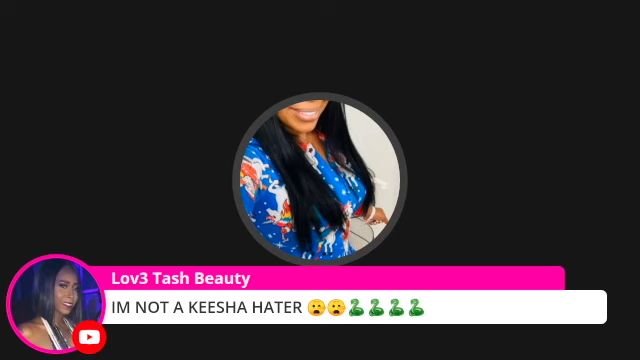 Lov3 Tash Beauty
IM NOT A KEESHA HATER 😮😮🐍🐍🐍🐍